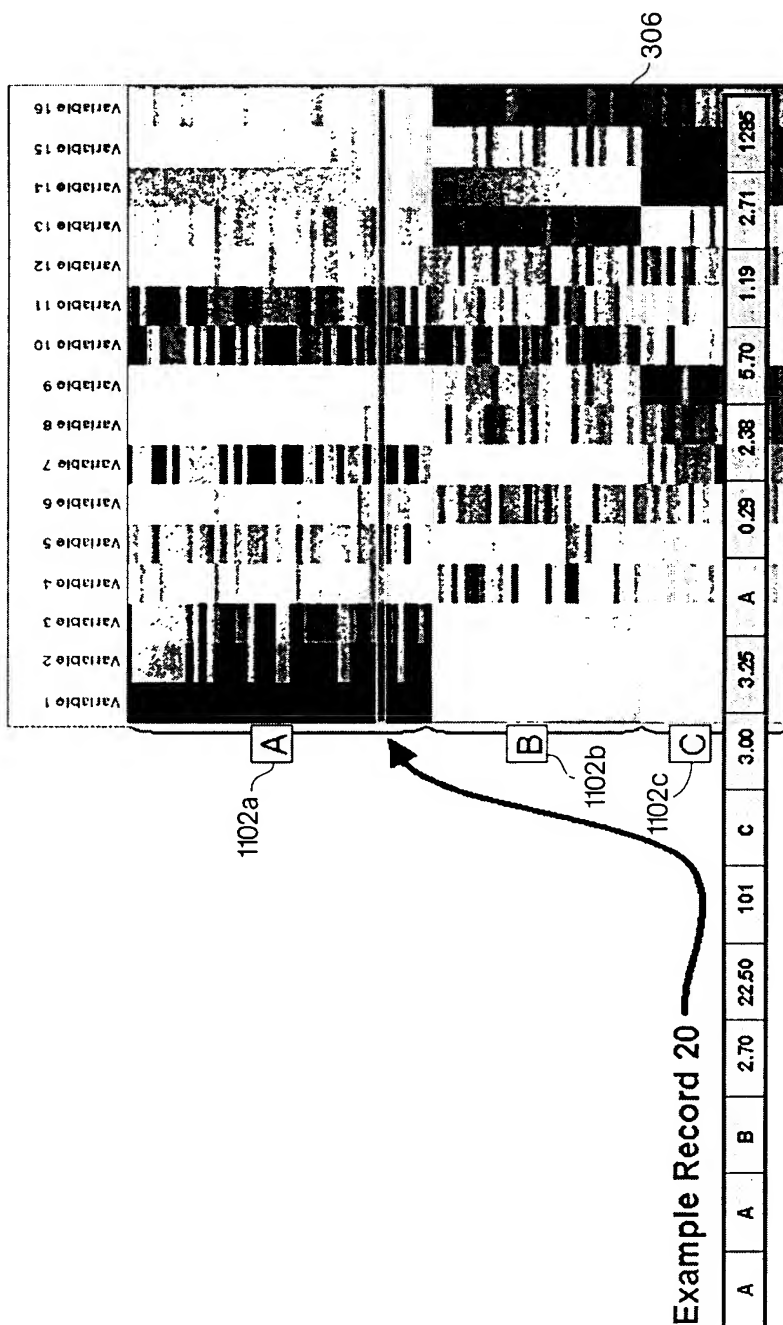 Variable 1
Variable 2
Variable 3
Variable 4
Variable 5
Variable 6
Variable 7
Variable 8
Variable 9
Variable 10
Variable 11
Variable 12
Variable 13
Variable 14
Variable 15
Variable 16
306
A
1102a
B
1102b
C
1102c
Example Record 20
A A B 2.70 22.50 101 C 3.00 3.25 A 0.29 2.38 5.70 1.19 2.71 1285